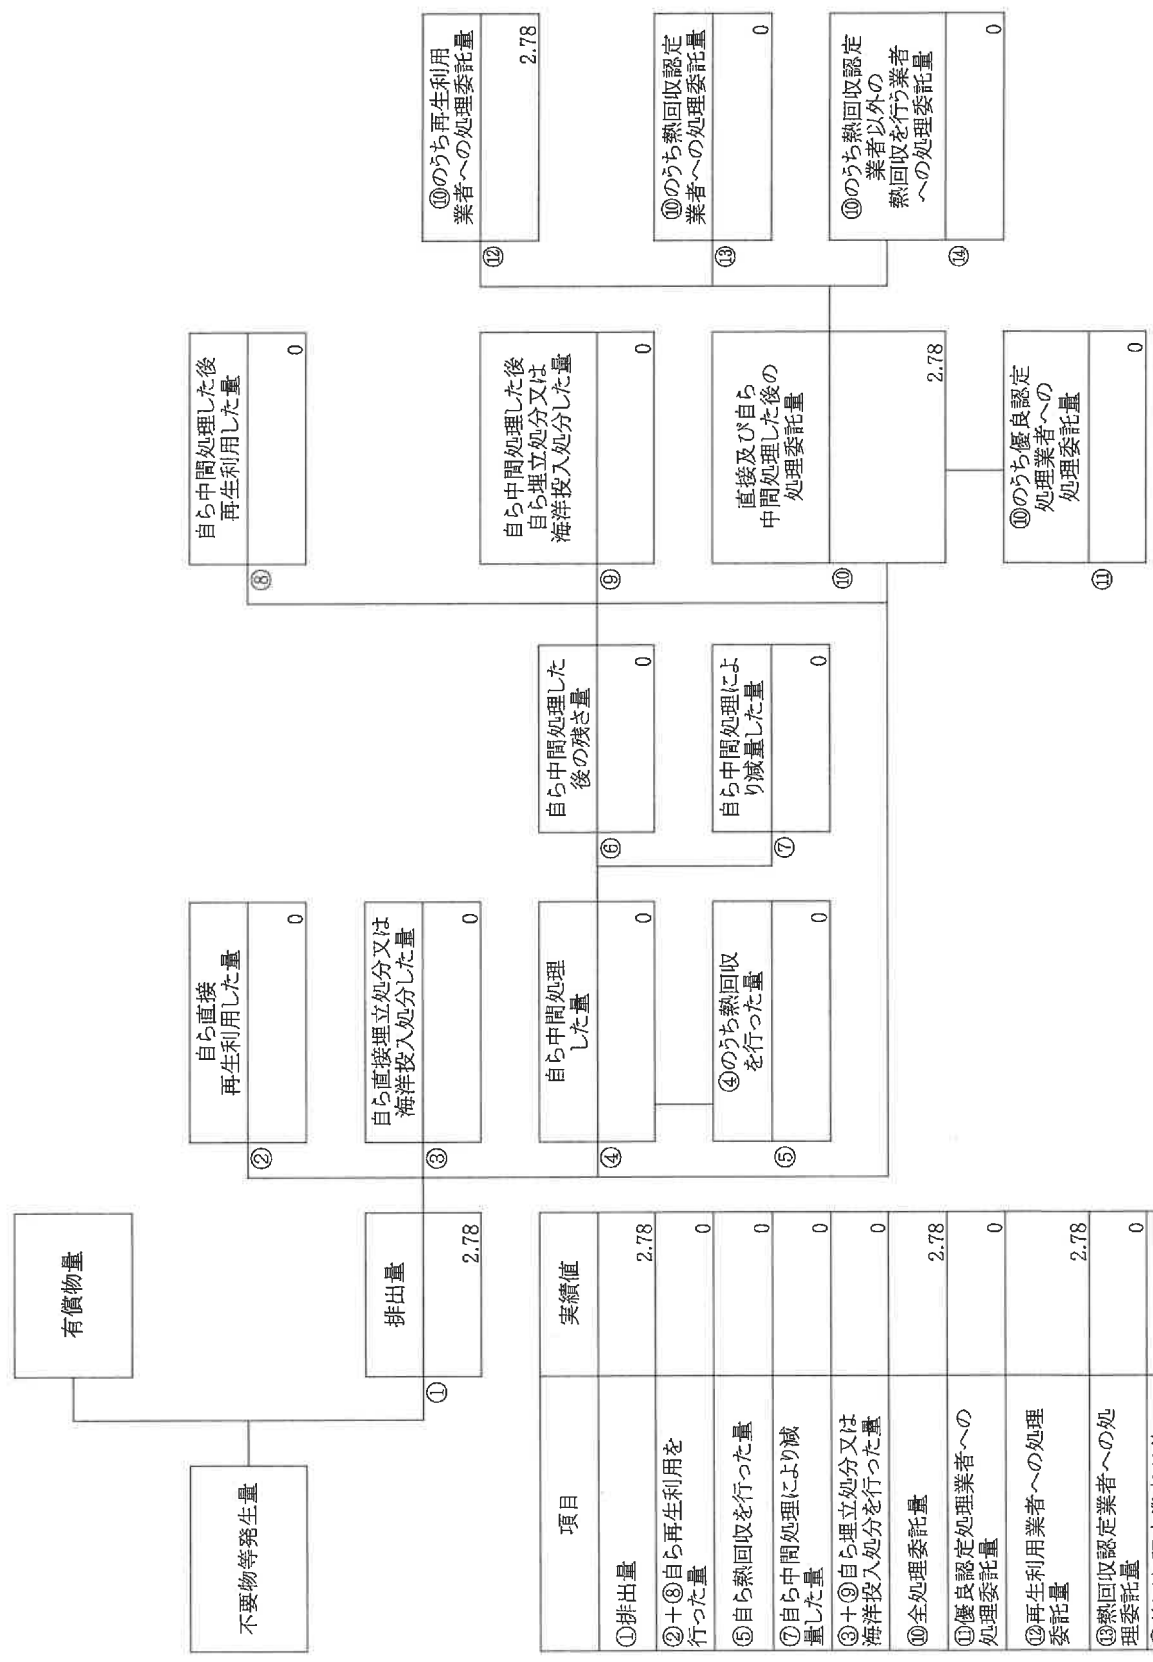 不要物等発生量
有償物量
①
排出量
2.78
②
自ら直接
再生利用した量
0
③
自ら直接埋立処分又は
海洋投入処分した量
0
④
自ら中間処理
した量
0
⑤
④のうち熱回収
を行った量
0
⑥
自ら中間処理した
後の残さ量
0
⑦
自ら中間処理によ
り減量した量
0
⑧
自ら中間処理した後
再生利用した量
0
⑨
自ら中間処理した後
自ら埋立処分又は
海洋投入処分した量
0
⑩
直接及び自ら
中間処理した後の
処理委託量
2.78
⑪
⑩のうち優良認定
処理業者への
処理委託量
0
⑫
⑩のうち再生利用
業者への処理委託量
2.78
⑬
⑩のうち熱回収認定
業者への処理委託量
0
⑭
⑩のうち熱回収認定
業者以外の
熱回収を行う業者
への処理委託量
0
項目 実績値
①排出量 2.78
②＋⑧自ら再生利用を
行った量 0
⑤自ら熱回収を行った量 0
⑦自ら中間処理により減
量した量 0
③＋⑨自ら埋立処分又は
海洋投入処分を行った量 0
⑩全処理委託量 2.78
⑪優良認定処理業者への
処理委託量 0
⑫再生利用業者への処理
委託量 2.78
⑬熱回収認定業者への処
理委託量 0